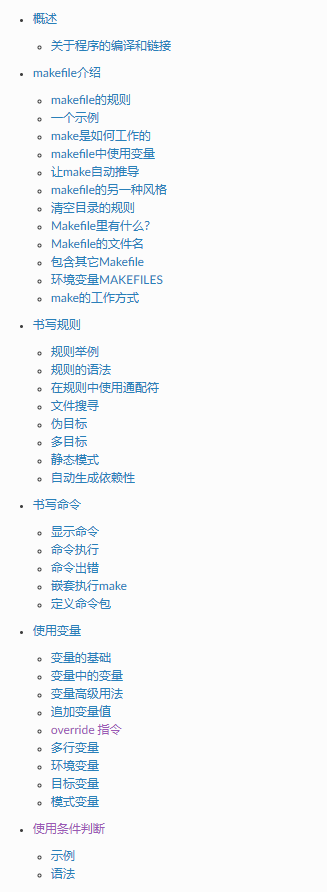 概述
关于程序的编译和链接
makefile介绍
makefile的规则
一个示例
make是如何工作的
makefile中使用变量
让make自动推导
makefile的另一种风格
清空目录的规则
Makefile里有什么?
Makefile的文件名
包含其它Makefile
环境变量MAKEFILES
make的工作方式
书写规则
规则举例
规则的语法
在规则中使用通配符
文件搜寻
伪目标
多目标
静态模式
自动生成依赖性
书写命令
显示命令
命令执行
命令出错
嵌套执行make
定义命令包
使用变量
变量的基础
变量中的变量
变量高级用法
追加变量值
override 指令
多行变量
环境变量
目标变量
模式变量
使用条件判断
示例
语法